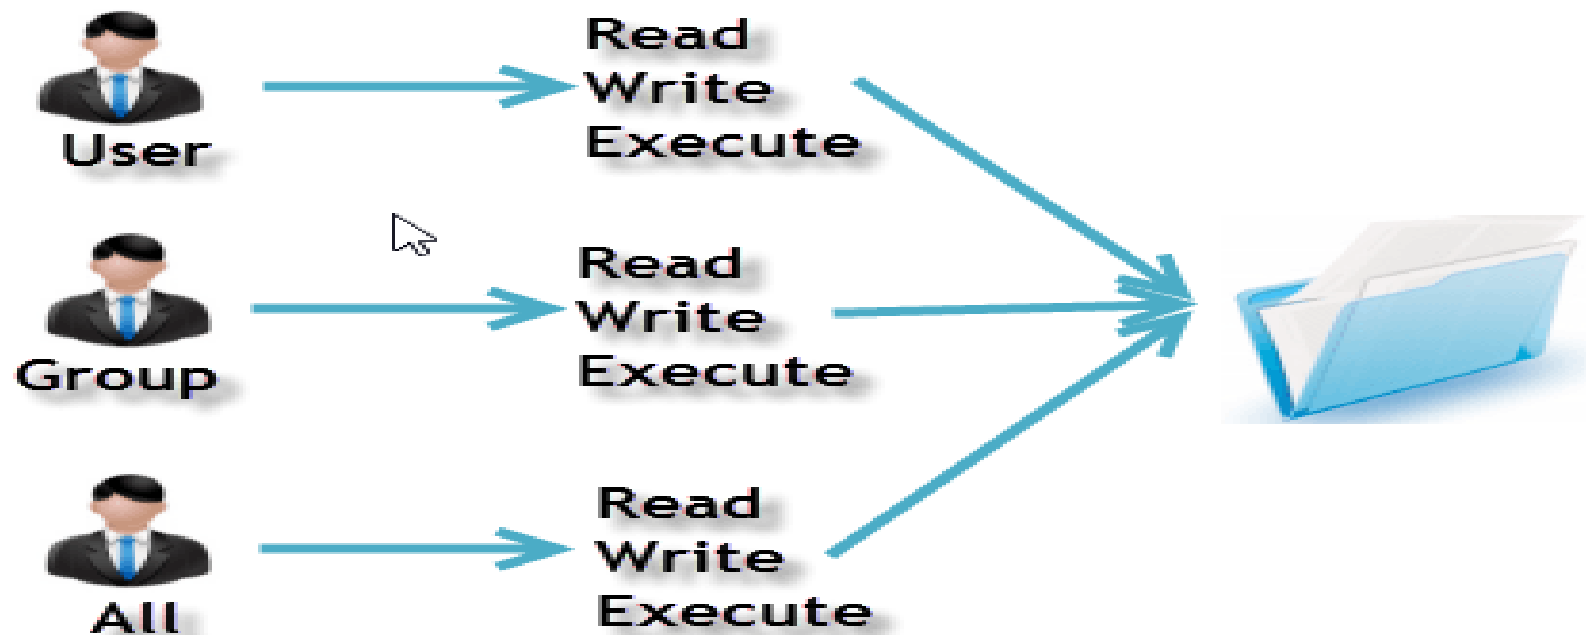 User
Read
Write
Execute
Group
Read
Write
Execute
All
Read
Write
Execute